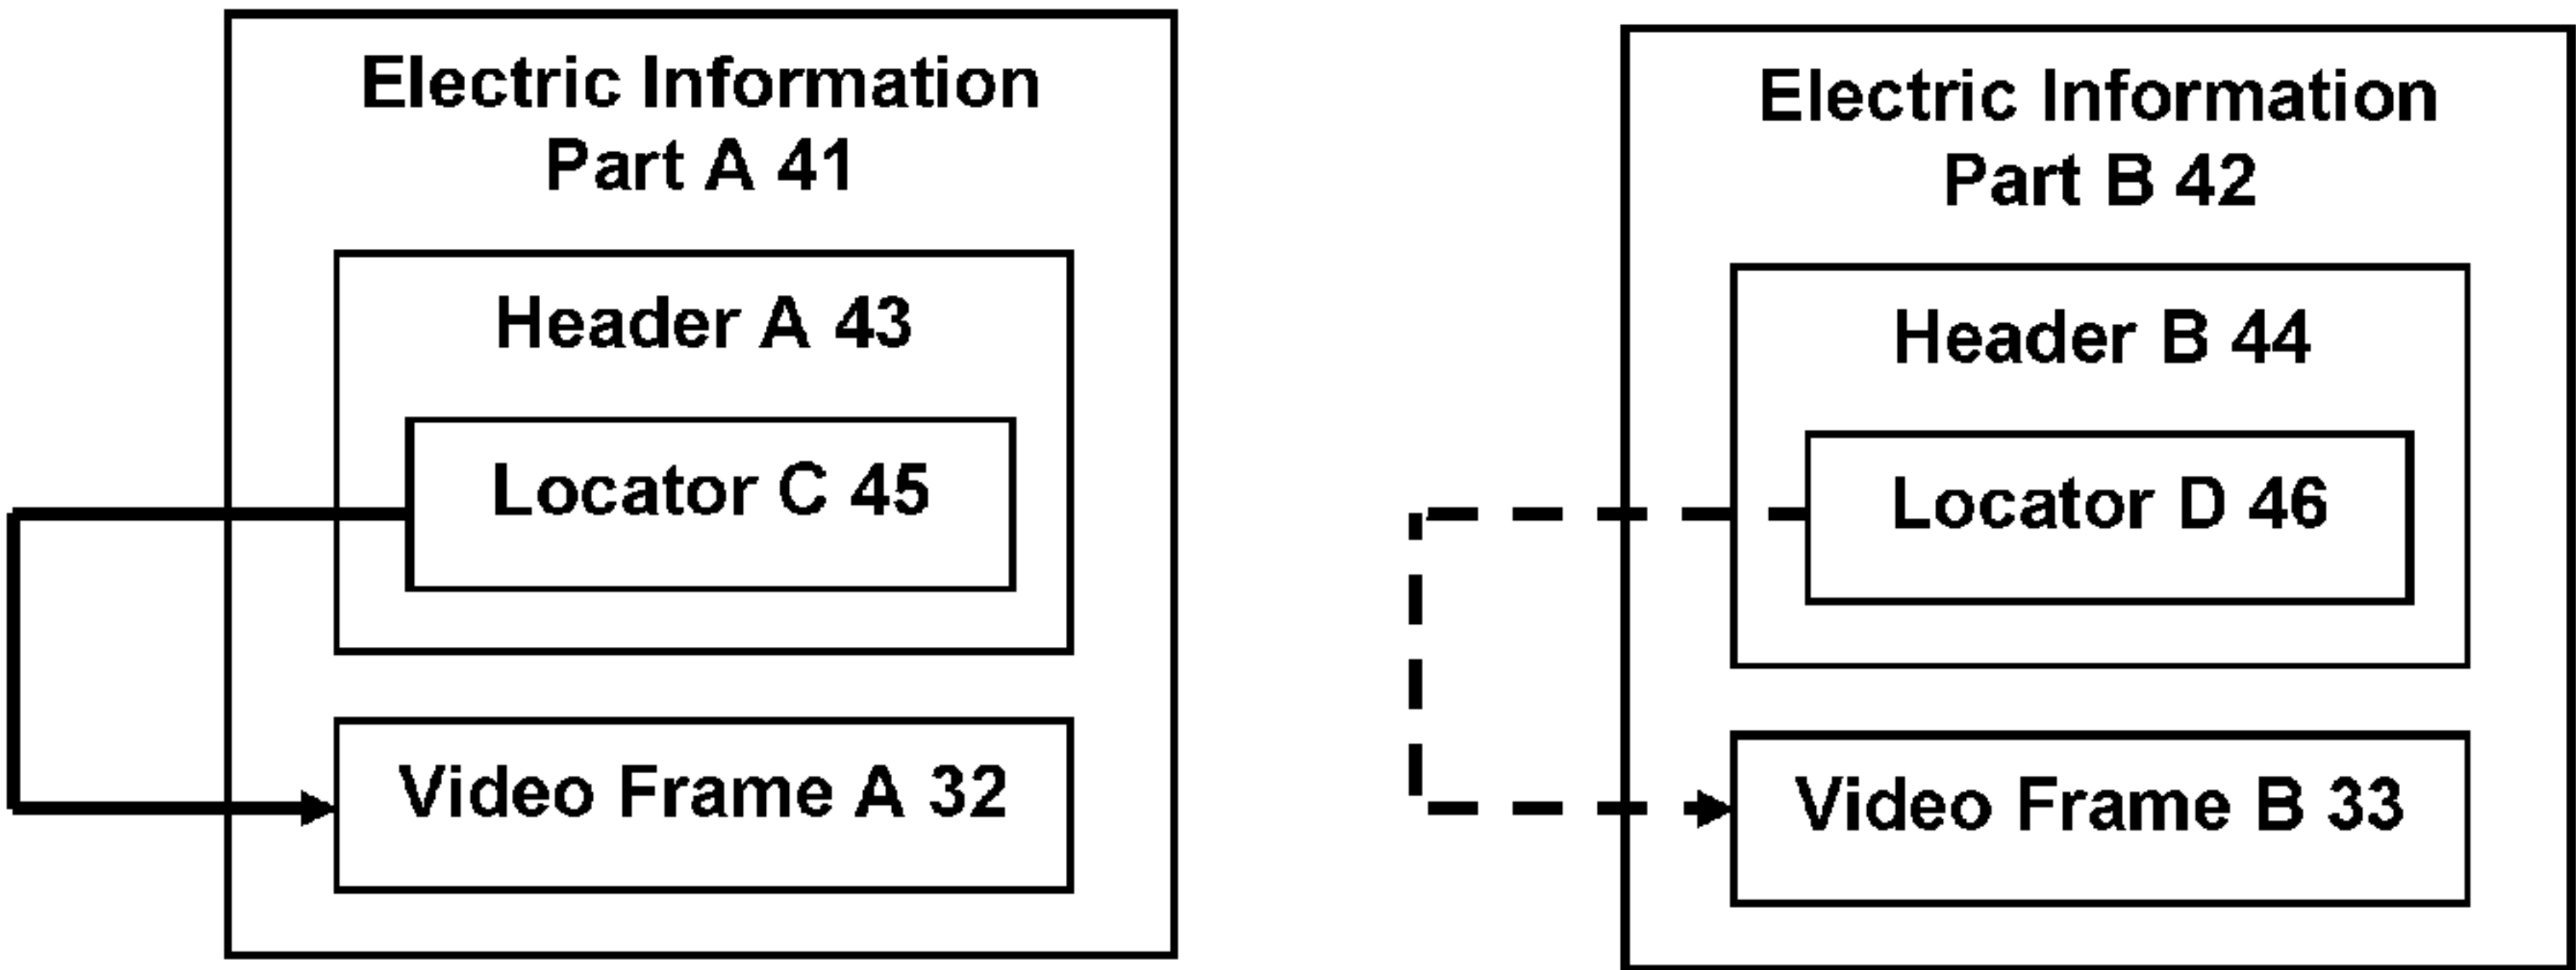 Electric Information
Part A 41
Header A 43
Locator C 45
Video Frame A 32
Electric Information
Part B 42
Header B 44
Locator D 46
Video Frame B 33